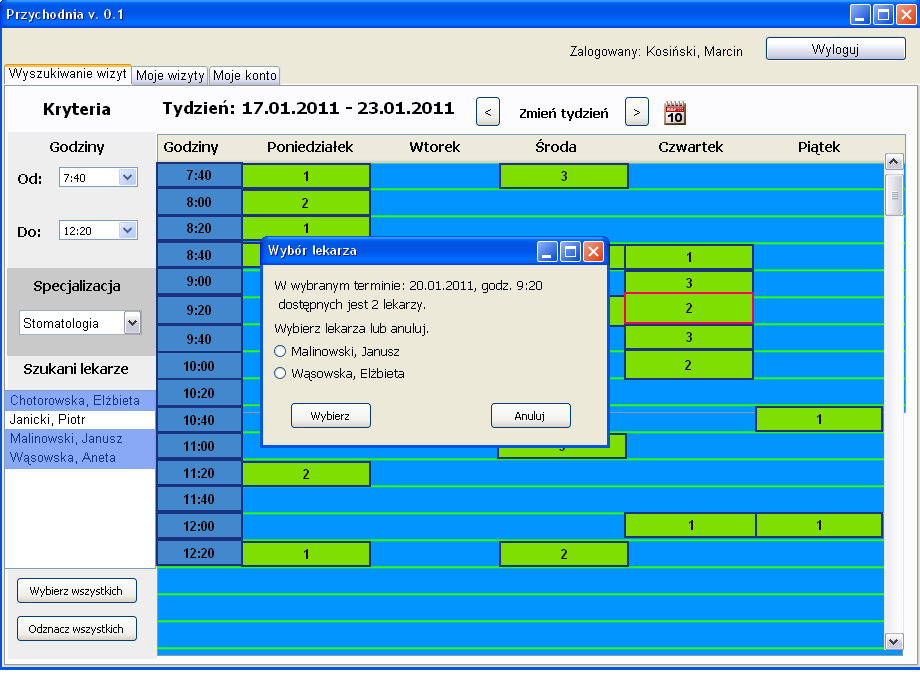 Przychodnia v. 0.1
Zalogowany: Kosiński, Marcin
Wyloguj
Wyszukiwanie wizyt
Moje wizyty
Moje konto
Kryteria
Tydzień: 17.01.2011 - 23.01.2011
<
Zmień tydzień
>
10
Godziny
Od: 7:40
Do: 12:20
Specjalizacja
Stomatologia
Szukani lekarze
Chotorowska, Elżbieta
Janicki, Piotr
Malinowski, Janusz
Wąsowska, Aneta
Wybierz wszystkich
Odznacz wszystkich
Godziny Poniedziałek Wtorek Środa Czwartek Piątek
7:40 1 3
8:00 2
8:20 1
8:40 1
9:00 3
9:20 2
9:40 3
10:00 2
10:20
10:40 1
11:00
11:20 2
11:40
12:00 1 1
12:20 1 2
Wybór lekarza
W wybranym terminie: 20.01.2011, godz. 9:20
dostępnych jest 2 lekarzy.
Wybierz lekarza lub anuluj.
Malinowski, Janusz
Wąsowska, Elżbieta
Wybierz
Anuluj